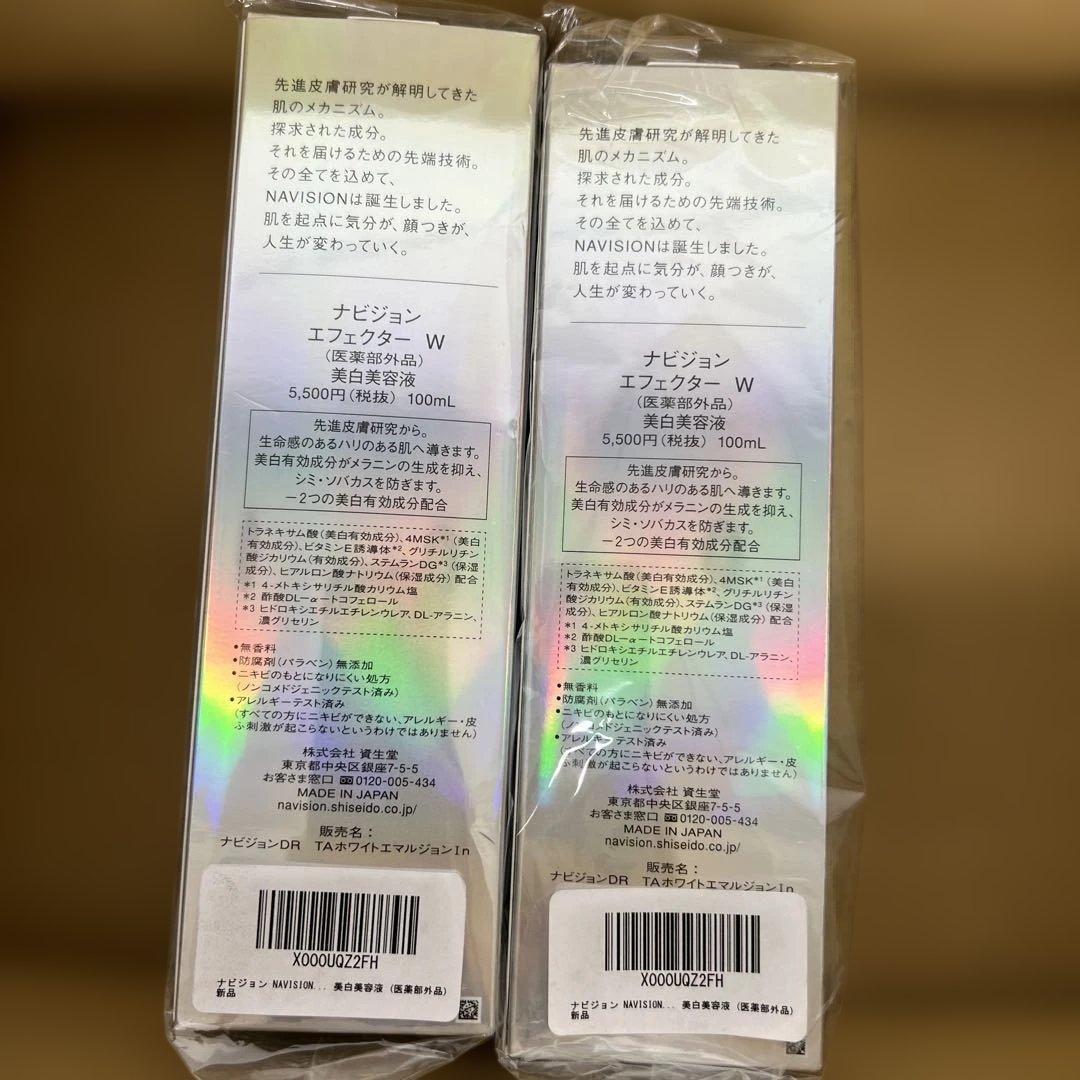 先進皮膚研究が解明してきた
肌のメカニズム。
探求された成分。
それを届けるための先端技術。
その全てを込めて、
NAVISIONは誕生しました。
肌を起点に気分が、顔つきが、
人生が変わっていく。
ナビジョン
エフェクター W
(医薬部外品)
美白美容液
5,500円(税抜) 100mL
先進皮膚研究から。
生命感のあるハリのある肌へ導きます。
美白有効成分がメラニンの生成を抑え、
シミ・ソバカスを防ぎます。
ー2つの美白有効成分配合
トラネキサム酸(美白有効成分)、4MSK*1(美白
有効成分)、ビタミンE誘導体*2、グリチルリチン
酸ジカリウム(有効成分)、ステムランDG*3(保湿
成分)、ヒアルロン酸ナトリウム(保湿成分)配合
*1 4-メトキシサリチル酸カリウム塩
*2 酢酸DL-α-トコフェロール
*3 ヒドロキシエチルエチレンウレア、DL-アラニン、
濃グリセリン
•無香料
•防腐剤(パラベン)無添加
•ニキビのもとになりにくい処方
(ノンコメドジェニックテスト済み)
•アレルギーテスト済み
(すべての方にニキビができない、アレルギー・皮
ふ刺激が起こらないというわけではありません)
株式会社 資生堂
東京都中央区銀座7-5-5
お客さま窓口 0120-005-434
MADE IN JAPAN
navision.shiseido.co.jp/
販売名:
ナビジョンDR TAホワイトエマルジョンIn
X000UQZ2FH
ナビジョン NAVISION... 美白美容液 (医薬部外品)
新品
先進皮膚研究が解明してきた
肌のメカニズム。
探求された成分。
それを届けるための先端技術。
その全てを込めて、
NAVISIONは誕生しました。
肌を起点に気分が、顔つきが、
人生が変わっていく。
ナビジョン
エフェクター W
(医薬部外品)
美白美容液
5,500円(税抜) 100mL
先進皮膚研究から。
生命感のあるハリのある肌へ導きます。
美白有効成分がメラニンの生成を抑え、
シミ・ソバカスを防ぎます。
ー2つの美白有効成分配合
トラネキサム酸(美白有効成分)、4MSK*1(美白
有効成分)、ビタミンE誘導体*2、グリチルリチン
酸ジカリウム(有効成分)、ステムランDG*3(保湿
成分)、ヒアルロン酸ナトリウム(保湿成分)配合
*1 4-メトキシサリチル酸カリウム塩
*2 酢酸DL-α-トコフェロール
*3 ヒドロキシエチルエチレンウレア、DL-アラニン、
濃グリセリン
•無香料
•防腐剤(パラベン)無添加
•ニキビのもとになりにくい処方
(ノンコメドジェニックテスト済み)
•アレルギーテスト済み
(すべての方にニキビができない、アレルギー・皮
ふ刺激が起こらないというわけではありません)
株式会社 資生堂
東京都中央区銀座7-5-5
お客さま窓口 0120-005-434
MADE IN JAPAN
navision.shiseido.co.jp/
販売名:
ナビジョンDR TAホワイトエマルジョンIn
X000UQZ2FH
ナビジョン NAVISION... 美白美容液 (医薬部外品)
新品